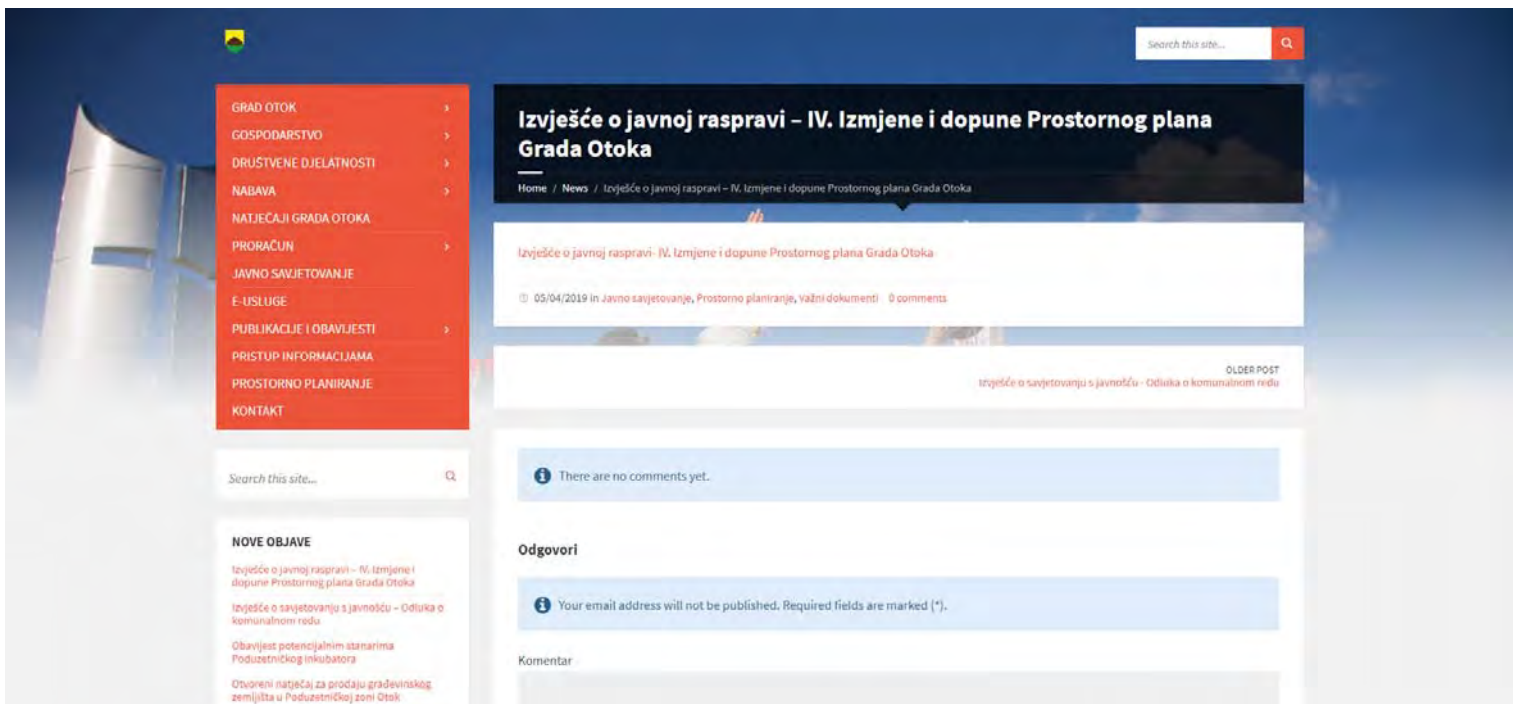 Search this site...
GRAD OTOK
GOSPODARSTVO
DRUŠTVENE DJELATNOSTI
NABAVA
NATJEČAJI GRADA OTOKA
PRORAČUN
JAVNO SAVJETOVANJE
E-USLUGE
PUBLIKACIJE I OBAVIJESTI
PRISTUP INFORMACIJAMA
PROSTORNO PLANIRANJE
KONTAKT
Search this site...
NOVE OBJAVE
Izvješće o javnoj raspravi – IV. Izmjene i
dopune Prostornog plana Grada Otoka
Izvješće o savjetovanju s javnošću – Odluka o
komunalnom redu
Obavijest potencijalnim stanarima
Poduzetničkog inkubatora
Otvoreni natječaj za prodaju građevinskog
zemljišta u Poduzetničkoj zoni Otok
Izvješće o javnoj raspravi – IV. Izmjene i dopune Prostornog plana
Grada Otoka
Home / News / Izvješće o javnoj raspravi – IV. Izmjene i dopune Prostornog plana Grada Otoka
Izvješće o javnoj raspravi- IV. Izmjene i dopune Prostornog plana Grada Otoka
05/04/2019 in Javno savjetovanje, Prostorno planiranje, Važni dokumenti 0 comments
OLDER POST
Izvješće o savjetovanju s javnošću - Odluka o komunalnom redu
There are no comments yet.
Odgovori
Your email address will not be published. Required fields are marked (*).
Komentar